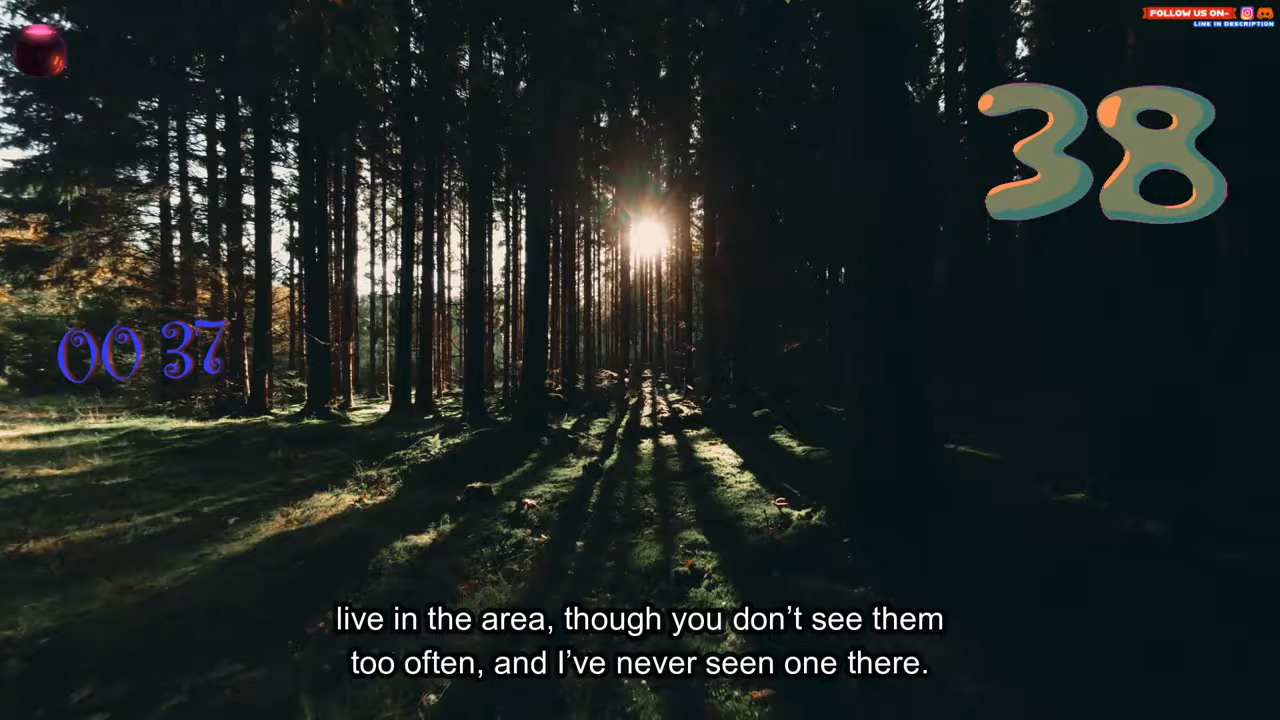 FOLLOW US ON-
LINK IN DESCRIPTION
38
00 37
live in the area, though you don't see them
too often, and I've never seen one there.